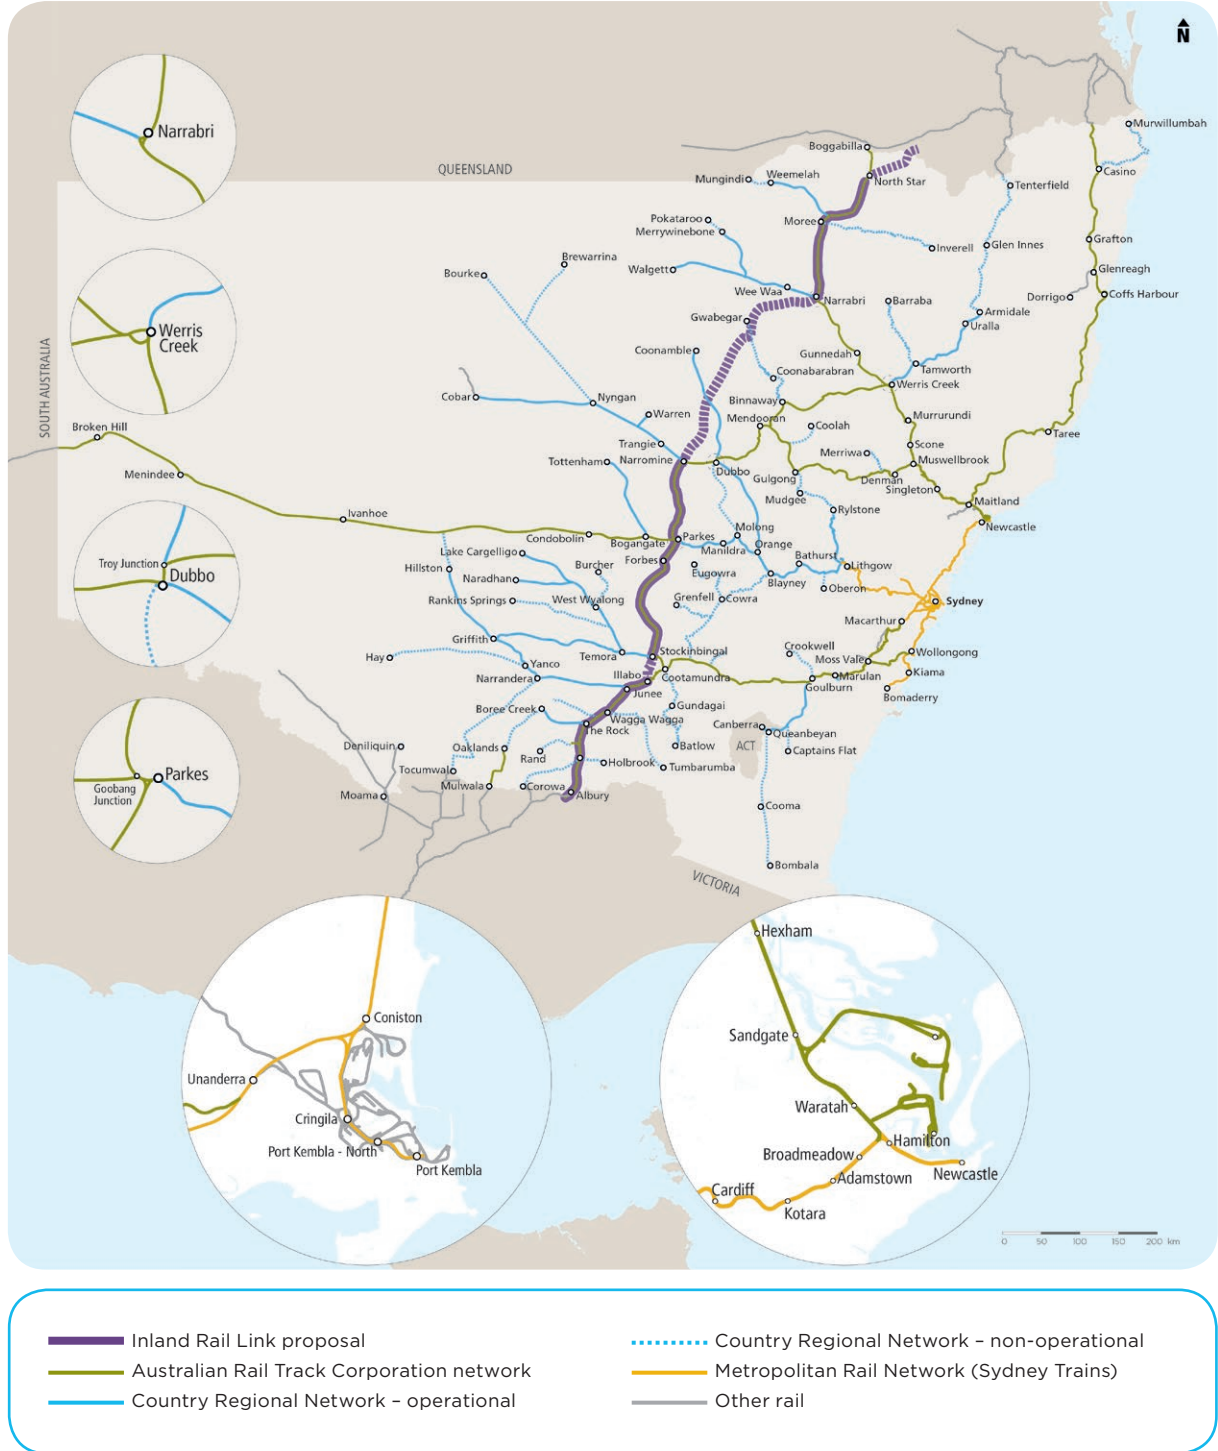 N
Murwillumbah
Narrabri
Boggabilla
QUEENSLAND
Casino
Mungindi
Weemelah
North Star
Tenterfield
Pokataroo
Moree
Merrywinebone
Grafton
Inverell
Glen Innes
Brewarrina
Walgett
Bourke
Glenreagh
Wee Waa
Dorrigo
Coffs Harbour
Narrabri
Barraba
Gwabegar
Armidale
Uralla
Werris
Creek
Coonamble
Gunnedah
Coonabarabran
Tamworth
Werris Creek
SOUTH AUSTRALIA
Cobar
Nyngan
Binnaway
Warren
Mendooran
Murrurundi
Coolah
Broken Hill
Trangie
Scone
Taree
Merriwa
Menindee
Tottenham
Narromine
Dubbo
Muswellbrook
Gulgong
Denman
Singleton
Mudgee
Maitland
Rylstone
Ivanhoe
Newcastle
Condobolin
Bogangate
Parkes
Molong
Manildra
Orange
Lake Cargelligo
Forbes
Bathurst
Troy Junction
Dubbo
Hillston
Burcher
Lithgow
Naradhan
Eugowra
Blayney
Oberon
Rankins Springs
West Wyalong
Grenfell
Cowra
Sydney
Macarthur
Griffith
Crookwell
Hay
Temora
Stockinbingal
Moss Vale
Wollongong
Yanco
Illabo
Cootamundra
Marulan
Kiama
Narrandera
Junee
Goulburn
Bomaderry
Boree Creek
Gundagai
Wagga Wagga
Canberra
The Rock
Queanbeyan
Deniliquin
Oaklands
Batlow
ACT
Captains Flat
Rand
Parkes
Tocumwal
Holbrook
Tumbarumba
Goobang
Junction
Moama
Mulwala
Corowa
Albury
Cooma
Bombala
VICTORIA
Hexham
Coniston
Sandgate
Unanderra
Waratah
Cringila
Hamilton
Port Kembla - North
Broadmeadow
Port Kembla
Adamstown
Newcastle
Cardiff
Kotara
0 50 100 150 200 km
Inland Rail Link proposal
Australian Rail Track Corporation network
Country Regional Network – operational
Country Regional Network – non-operational
Metropolitan Rail Network (Sydney Trains)
Other rail